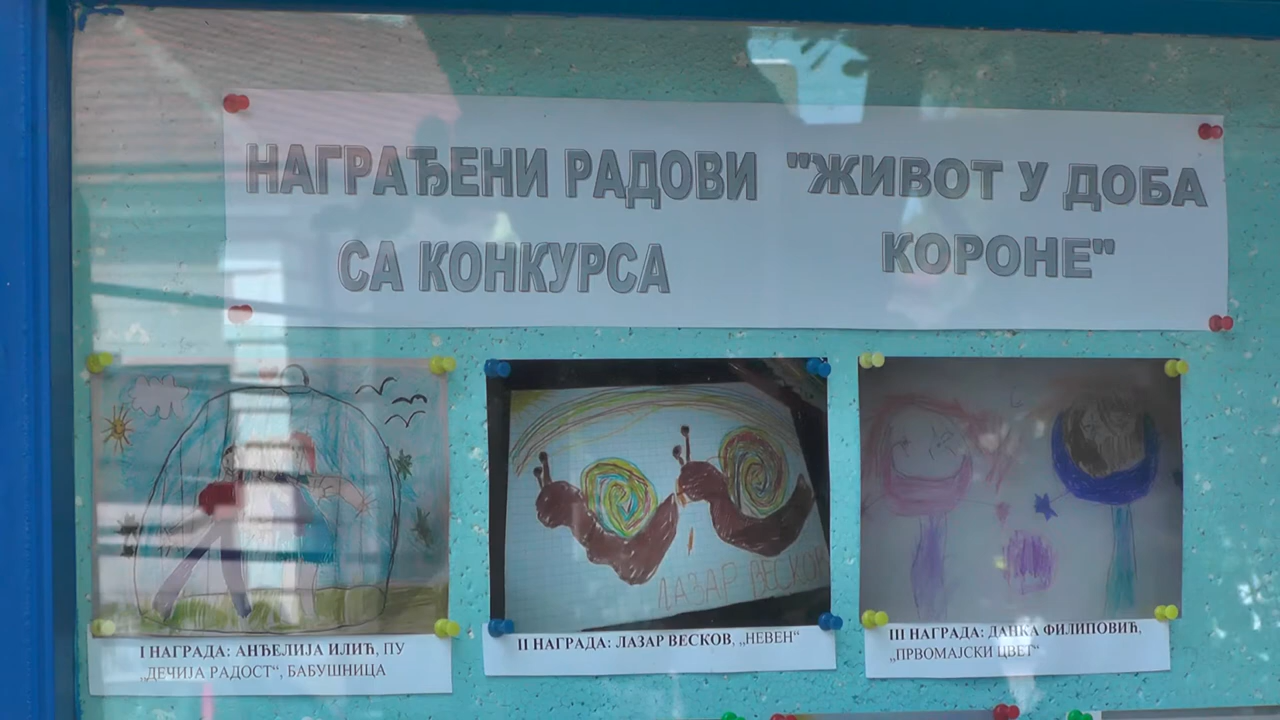 НАГРАЂЕНИ РАДОВИ "ЖИВОТ У ДОБА
СА КОНКУРСА КОРОНЕ"
ЛАЗАР ВЕСКОВ
I НАГРАДА: АНЂЕЛИЈА ИЛИЋ, ПУ
„ДЕЧИЈА РАДОСТ“, БАБУШНИЦА
II НАГРАДА: ЛАЗАР ВЕСКОВ, „НЕВЕН“
III НАГРАДА: ДАНКА ФИЛИПОВИЋ,
„ПРВОМАЈСКИ ЦВЕТ“